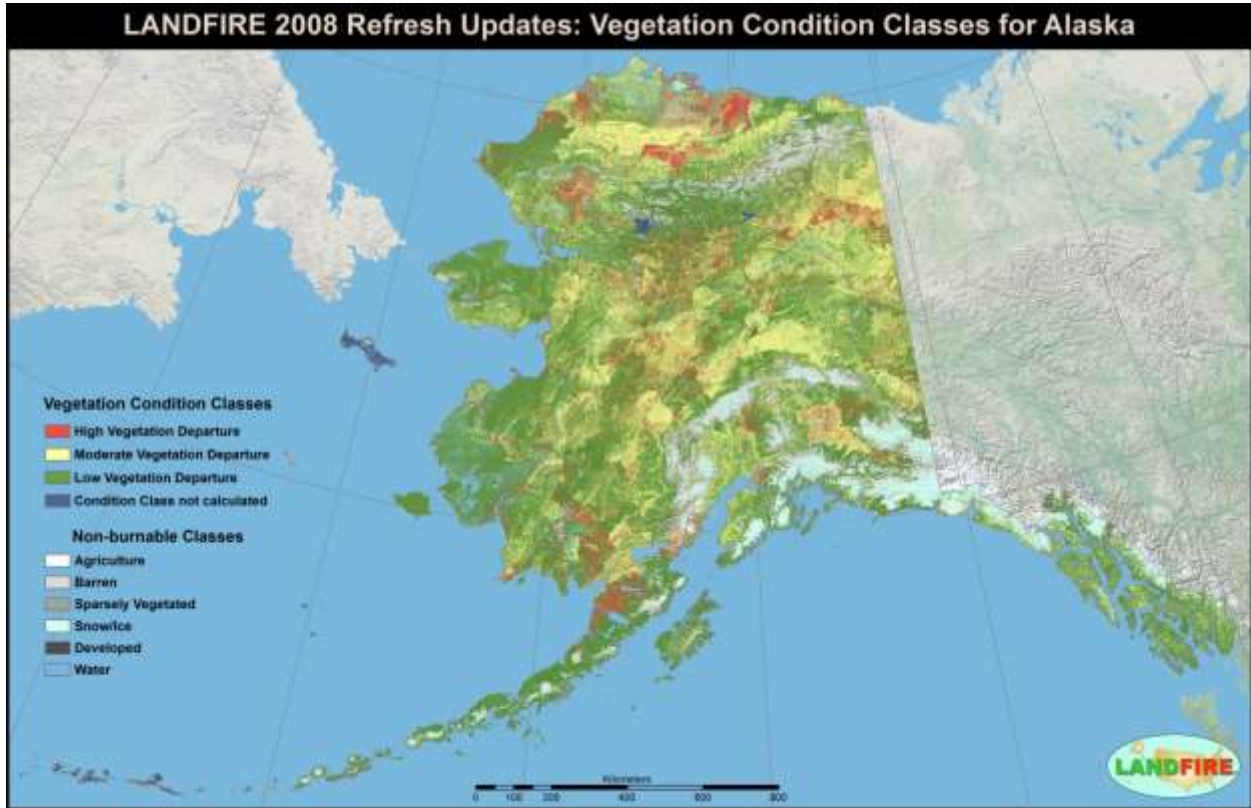 LANDFIRE 2008 Refresh Updates: Vegetation Condition Classes for Alaska
Vegetation Condition Classes
High Vegetation Departure
Moderate Vegetation Departure
Low Vegetation Departure
Condition Class not calculated
Non-burnable Classes
Agriculture
Barren
Sparsely Vegetated
Snow/Ice
Developed
Water
Kilometers
0 100 200 400 600 800
LANDFIRE